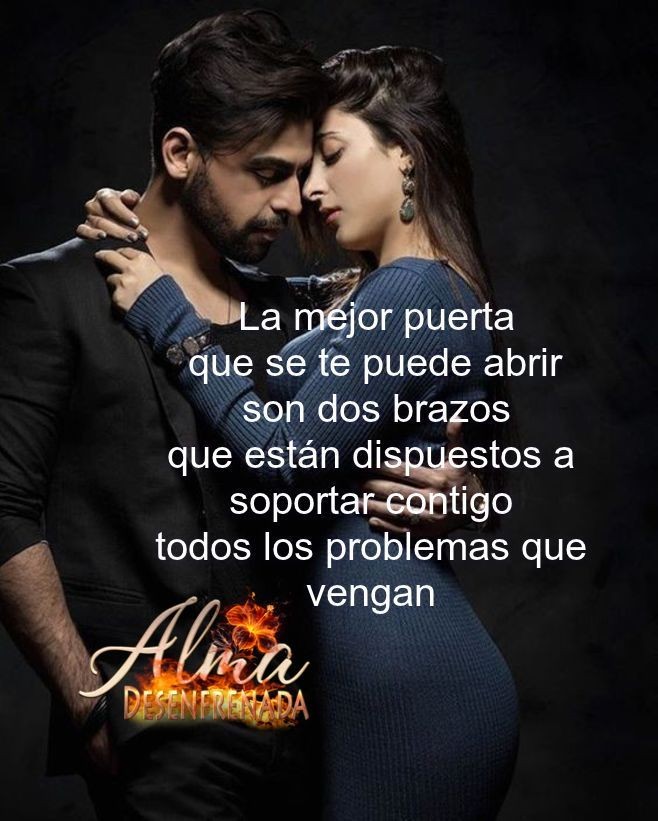 La mejor puerta
que se te puede abrir
son dos brazos
que están dispuestos a
soportar contigo
todos los problemas que
vengan
Alma
DESENFRENADA